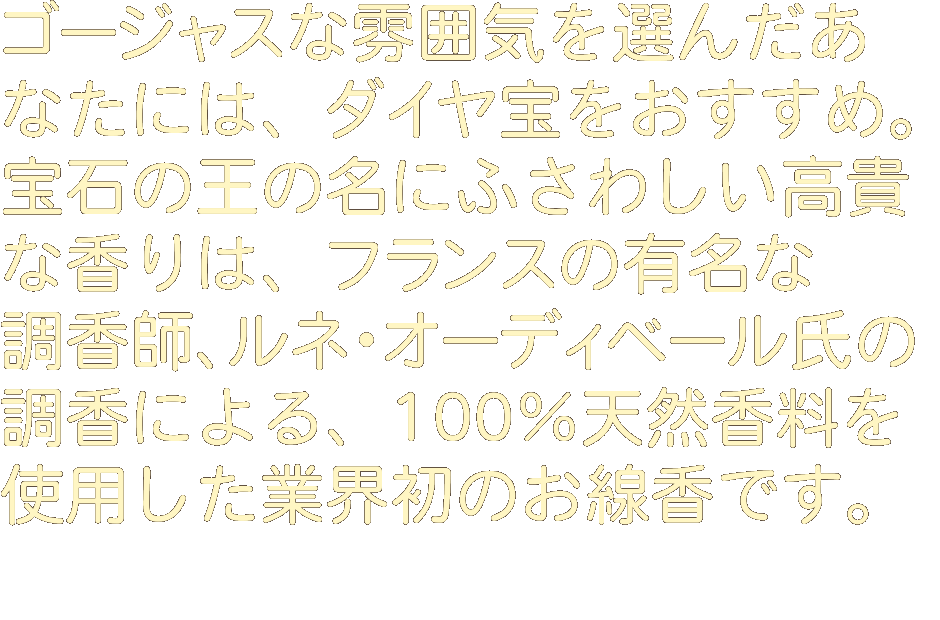 ゴージャスな雰囲気を選んだあ
なたには、ダイヤ宝をおすすめ。
宝石の王の名にふさわしい高貴
な香りは、フランスの有名な
調香師、ルネ・オーディベール氏の
調香による、100%天然香料を
使用した業界初のお線香です。